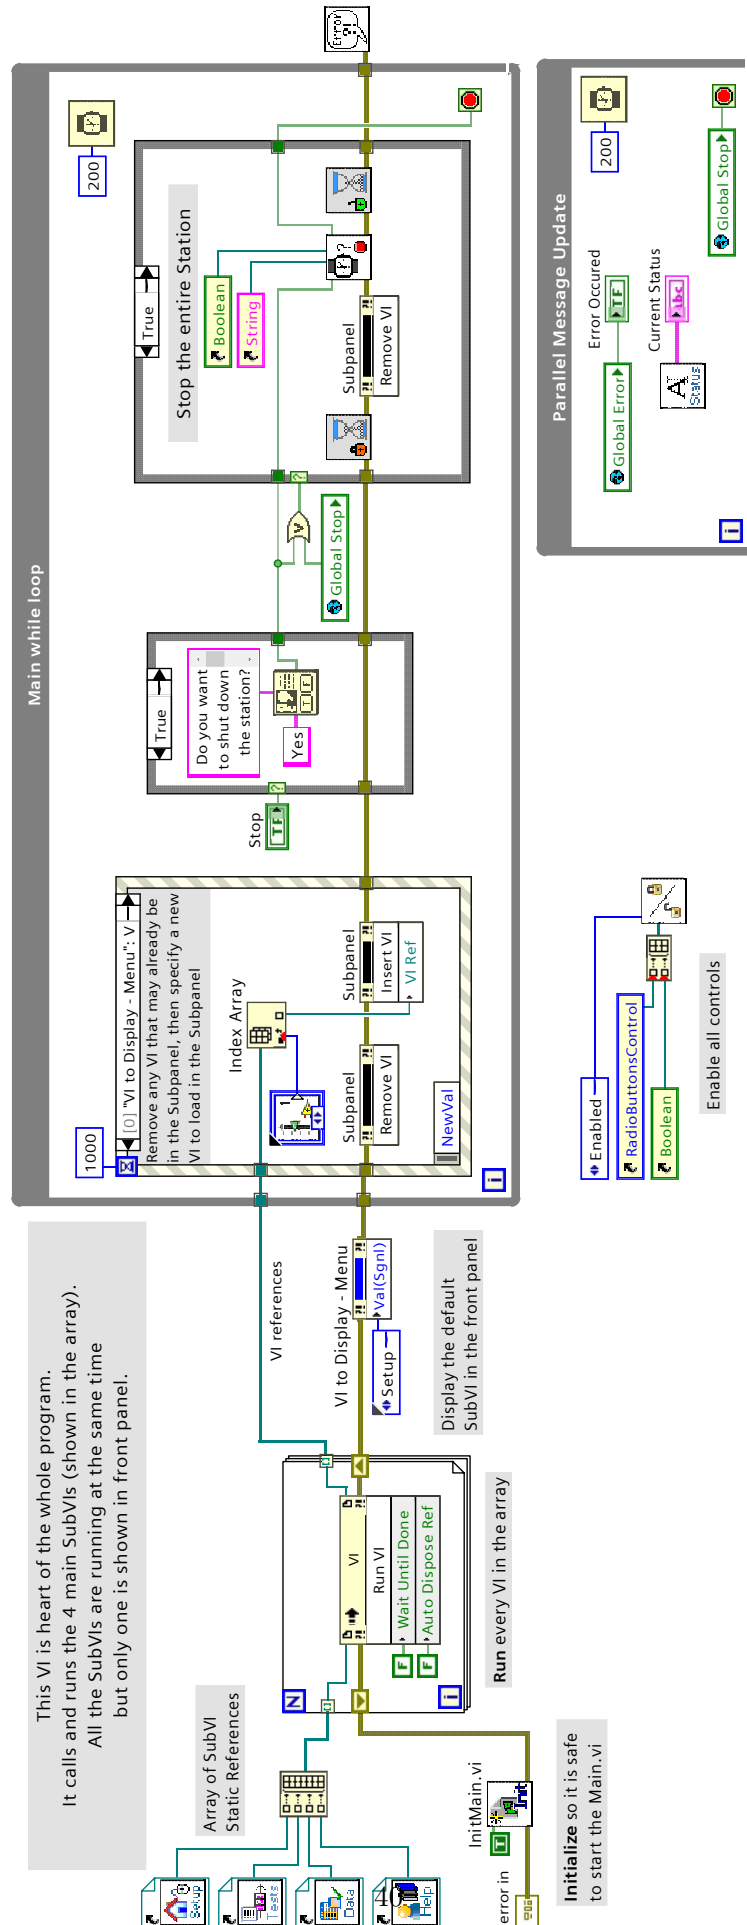 This VI is heart of the whole program.
It calls and runs the 4 main SubVIs (shown in the array).
All the SubVIs are running at the same time
but only one is shown in front panel.
Setup
Tests
Data
Help
40
Array of SubVI
Static References
error in
InitMain.vi
T
Init
Initialize so it is safe
to start the Main.vi
N
VI
Run VI
F
Wait Until Done
F
Auto Dispose Ref
i
Run every VI in the array
VI references
VI to Display - Menu
Val(Sgnl)
Setup
Display the default
SubVI in the front panel
Main while loop
1000
[0] "VI to Display - Menu": V
Remove any VI that may already be
in the Subpanel, then specify a new
VI to load in the Subpanel
Index Array
1
Subpanel
Remove VI
Subpanel
Insert VI
VI Ref
NewVal
i
Stop
TF
True
Do you want
to shut down
the station?
Yes
T F
Global Stop
V
True
Stop the entire Station
Boolean
String
Subpanel
Remove VI
?
200
Error
?!
Enabled
RadioButtonsControl
Boolean
Enable all controls
Parallel Message Update
Error Occured
Global Error
TF
Current Status
A
Status
abc
200
Global Stop
i